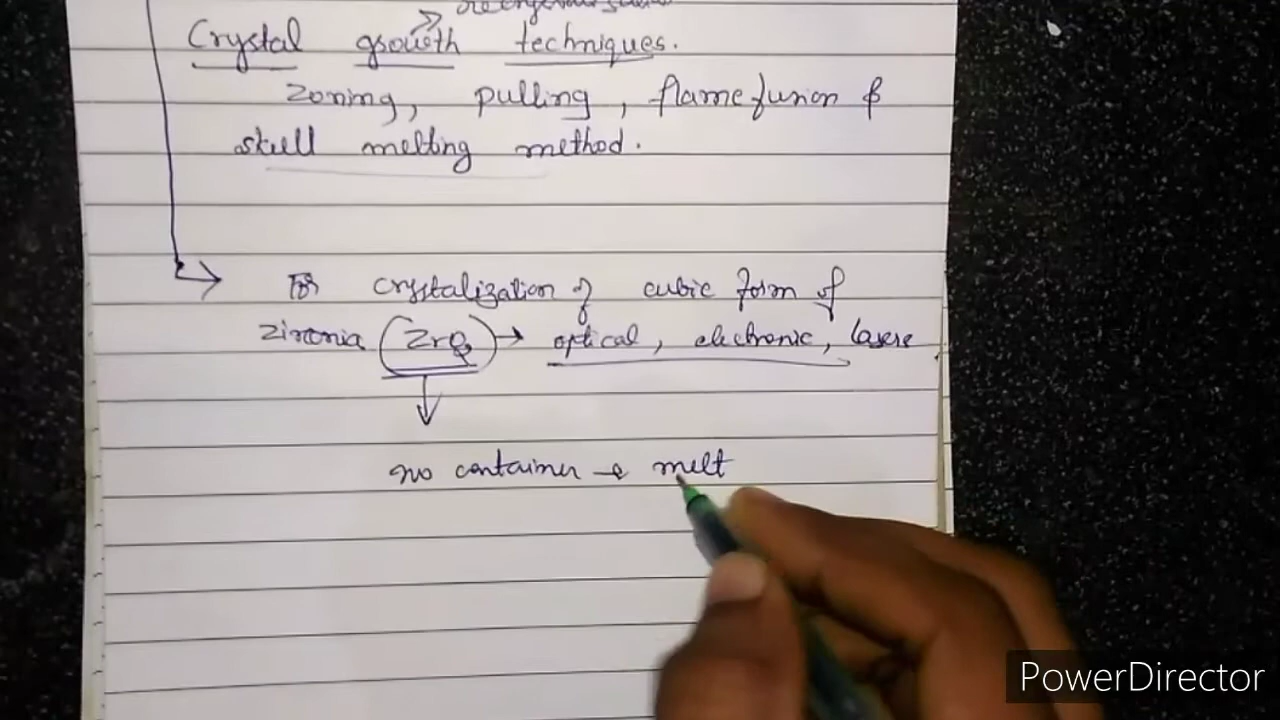 Crystal growth techniques.
zoning, pulling, flame fusion &
skull melting method.
For crystalization of cubic form of
zirconia (ZrO2) → optical, electronic, lasere
no container → melt
PowerDirector